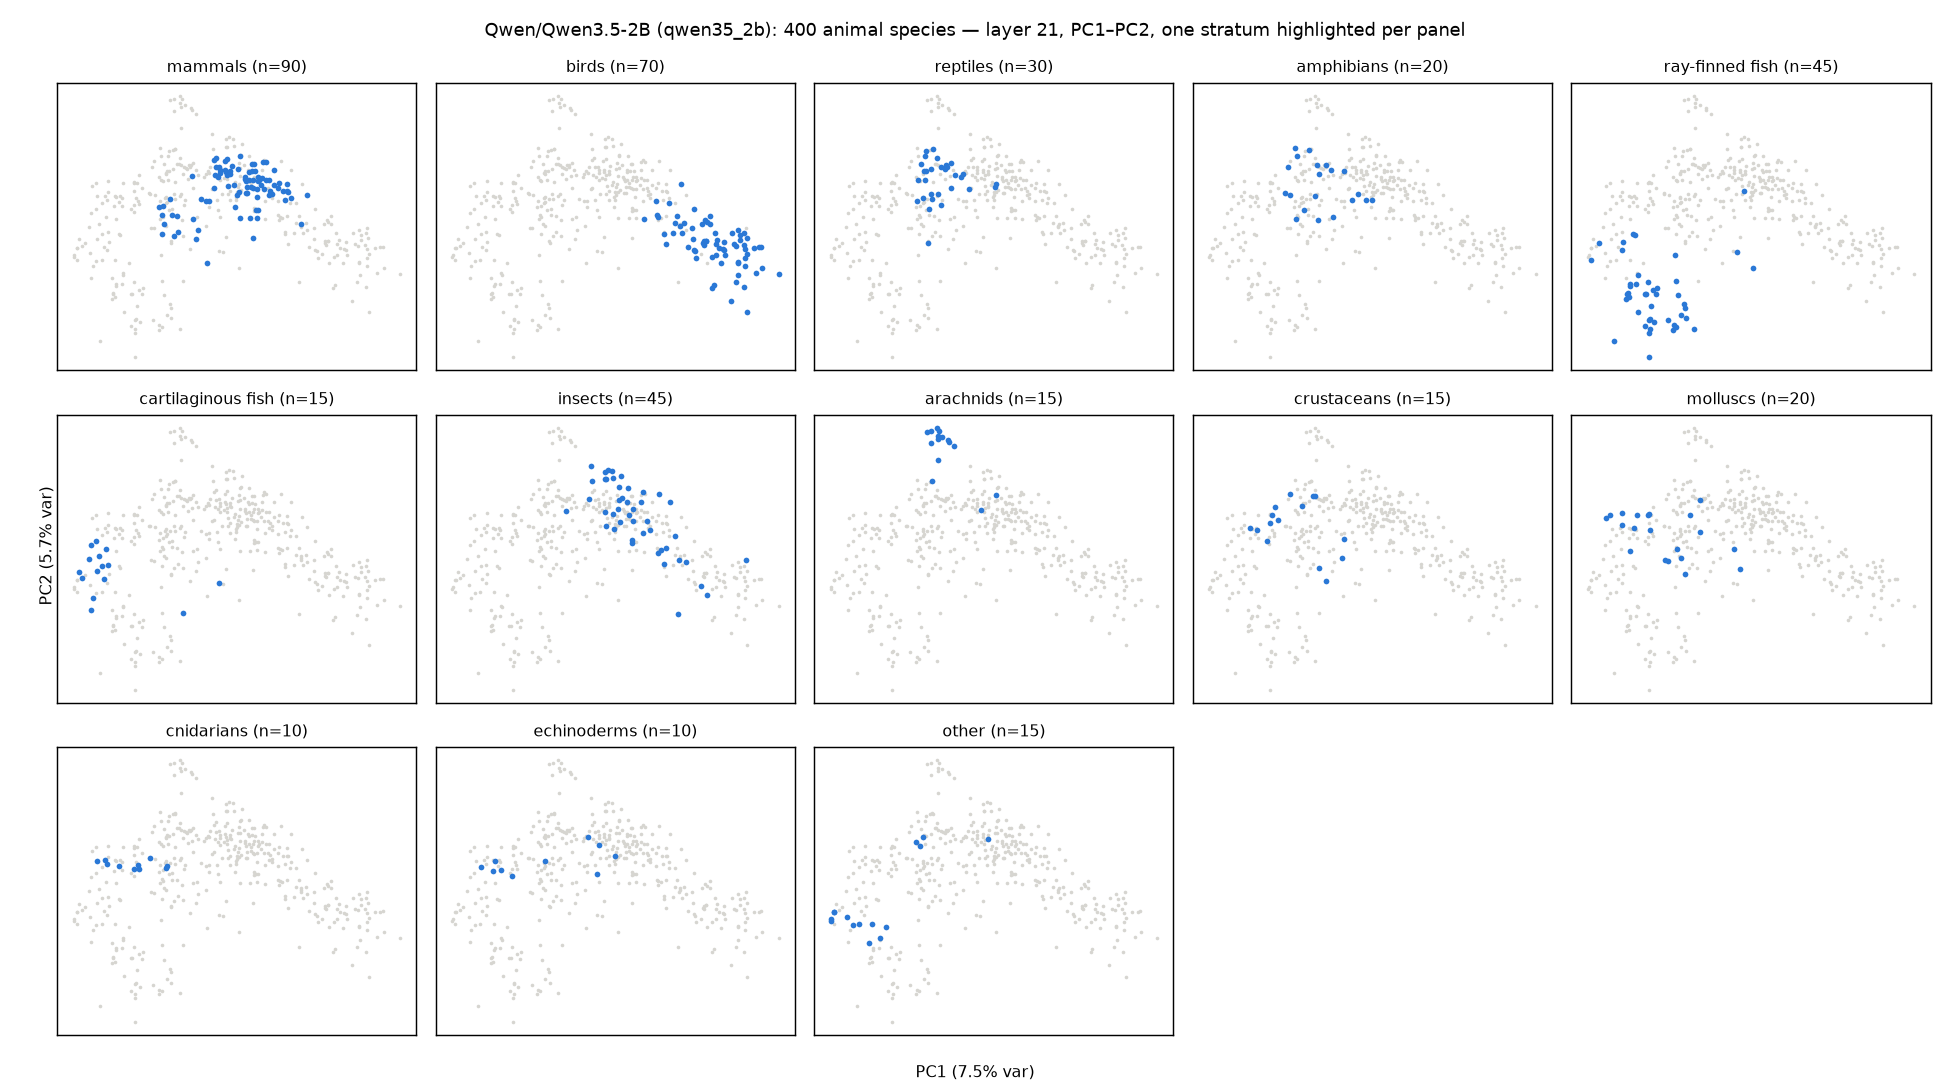 Qwen/Qwen3.5-2B (qwen35_2b): 400 animal species — layer 21, PC1–PC2, one stratum highlighted per panel
mammals (n=90)
birds (n=70)
reptiles (n=30)
amphibians (n=20)
ray-finned fish (n=45)
cartilaginous fish (n=15)
insects (n=45)
arachnids (n=15)
crustaceans (n=15)
molluscs (n=20)
PC2 (5.7% var)
cnidarians (n=10)
echinoderms (n=10)
other (n=15)
PC1 (7.5% var)